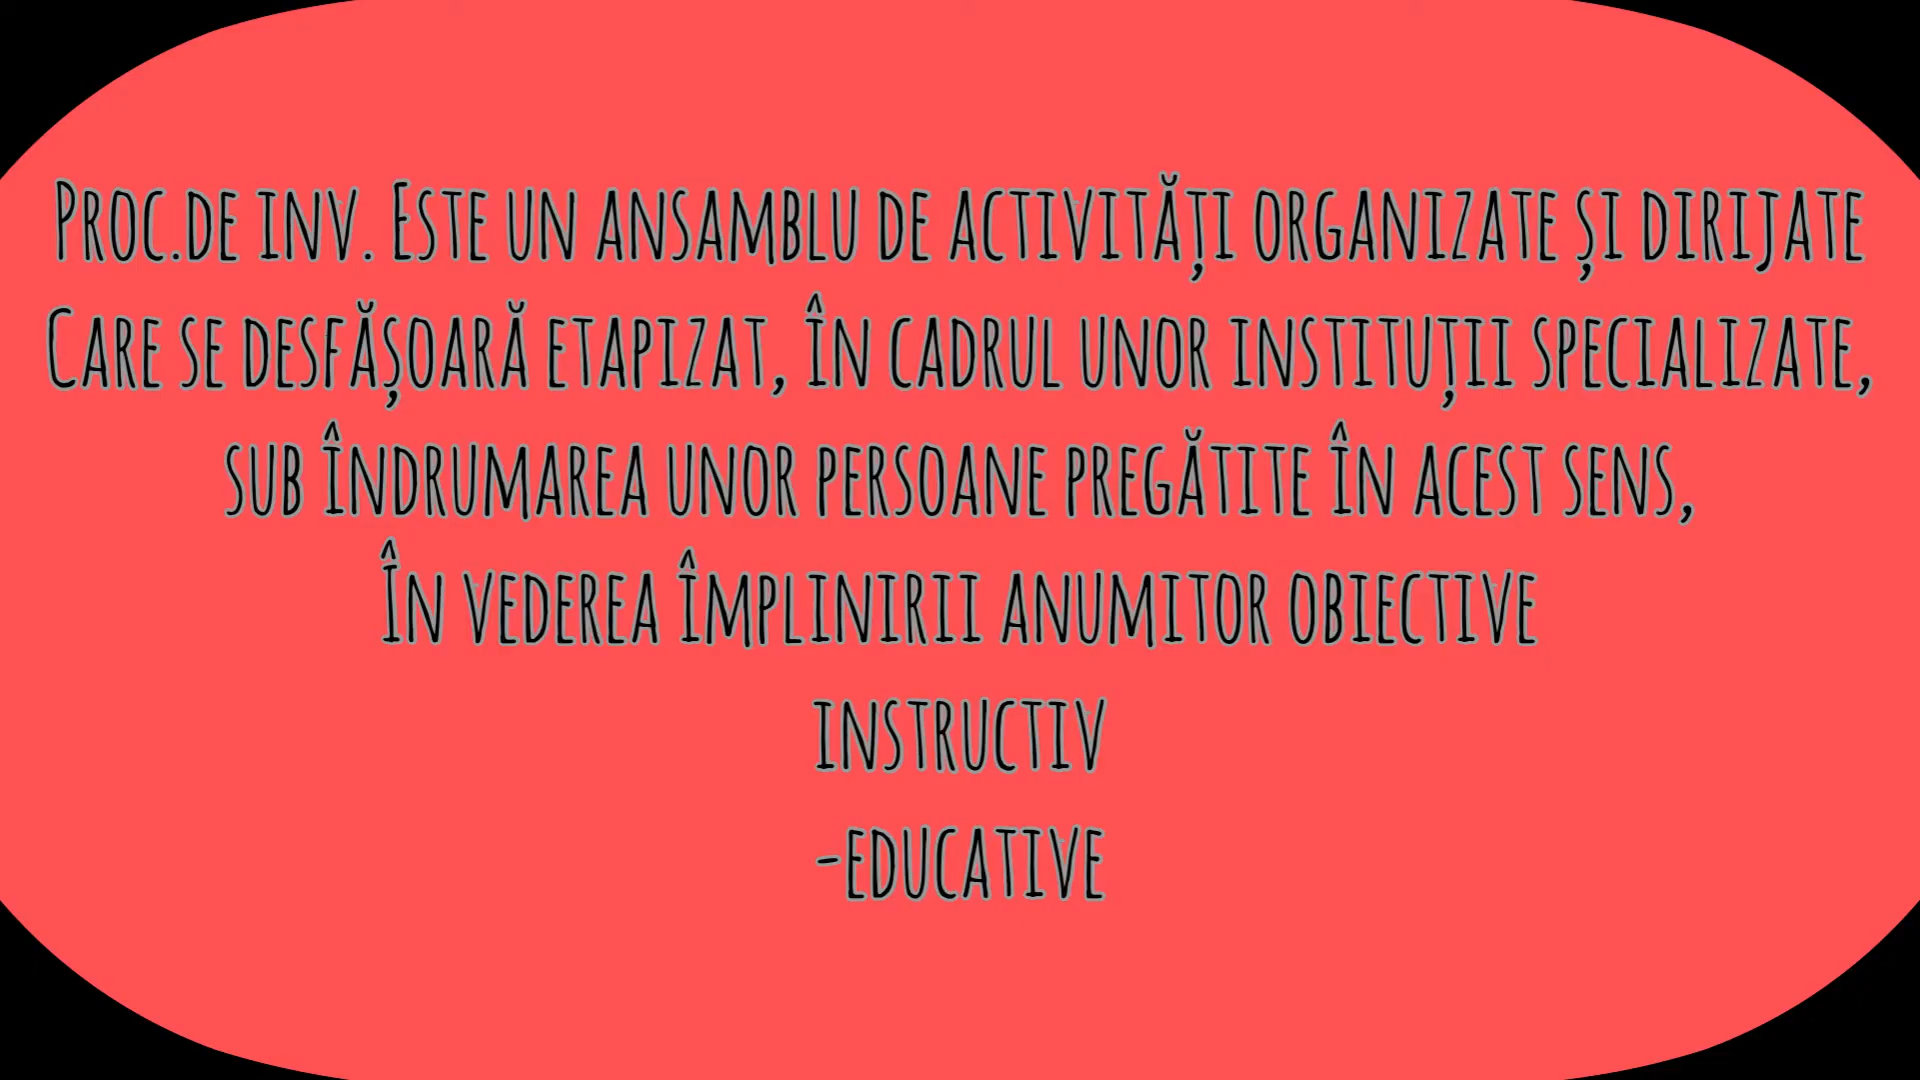 Proc.de inv. Este un ansamblu de activități organizate și dirijate
Care se desfășoară etapizat, în cadrul unor instituții specializate,
sub îndrumarea unor persoane pregătite în acest sens,
În vederea împlinirii anumitor obiective
instructiv
-educative